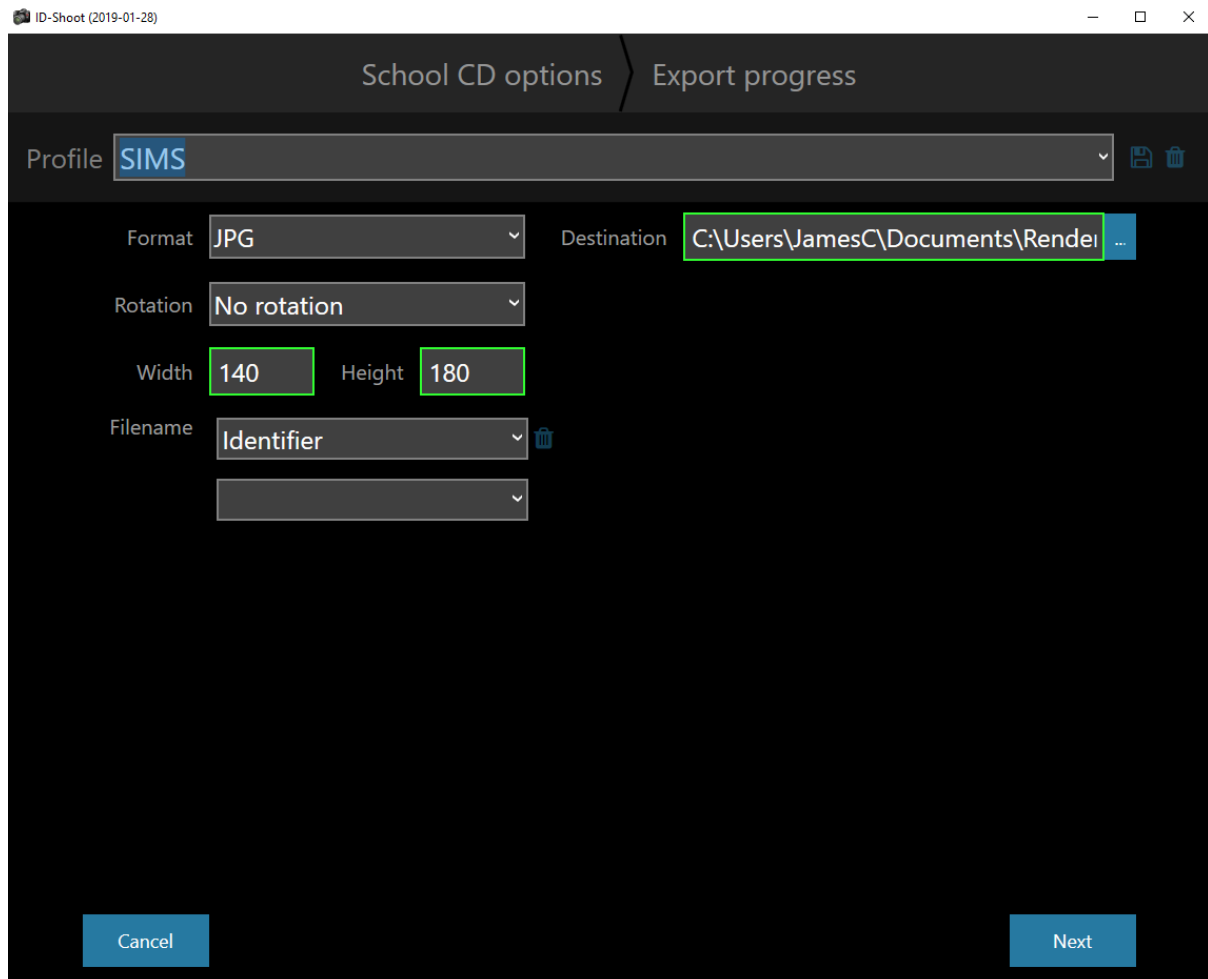 ID-Shoot (2019-01-28)
School CD options Export progress
Profile SIMS
Format JPG Destination C:\Users\JamesC\Documents\Render ...
Rotation No rotation
Width 140 Height 180
Filename Identifier
Cancel Next